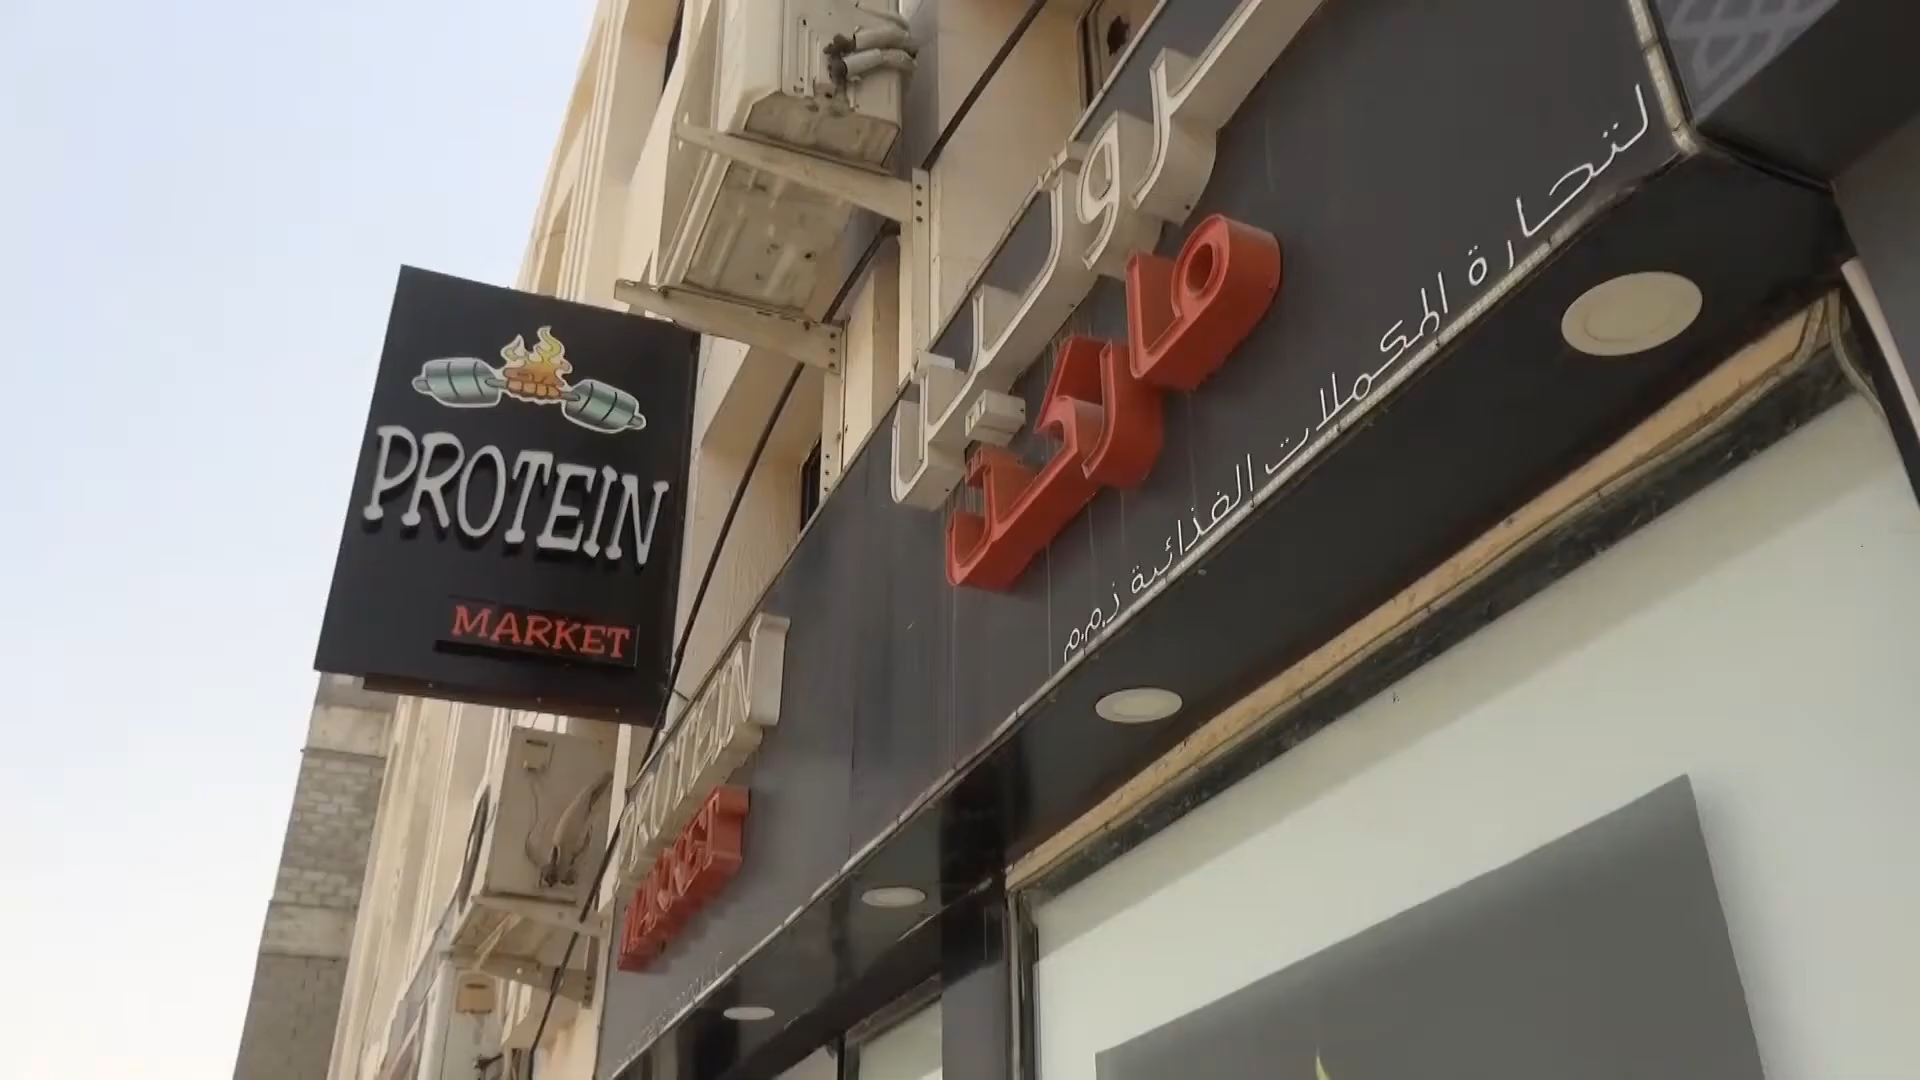 PROTEIN
MARKET
بروتين
ماركت
لتجارة المكملات الغذائية ذ.م.م
PROTEIN
MARKET